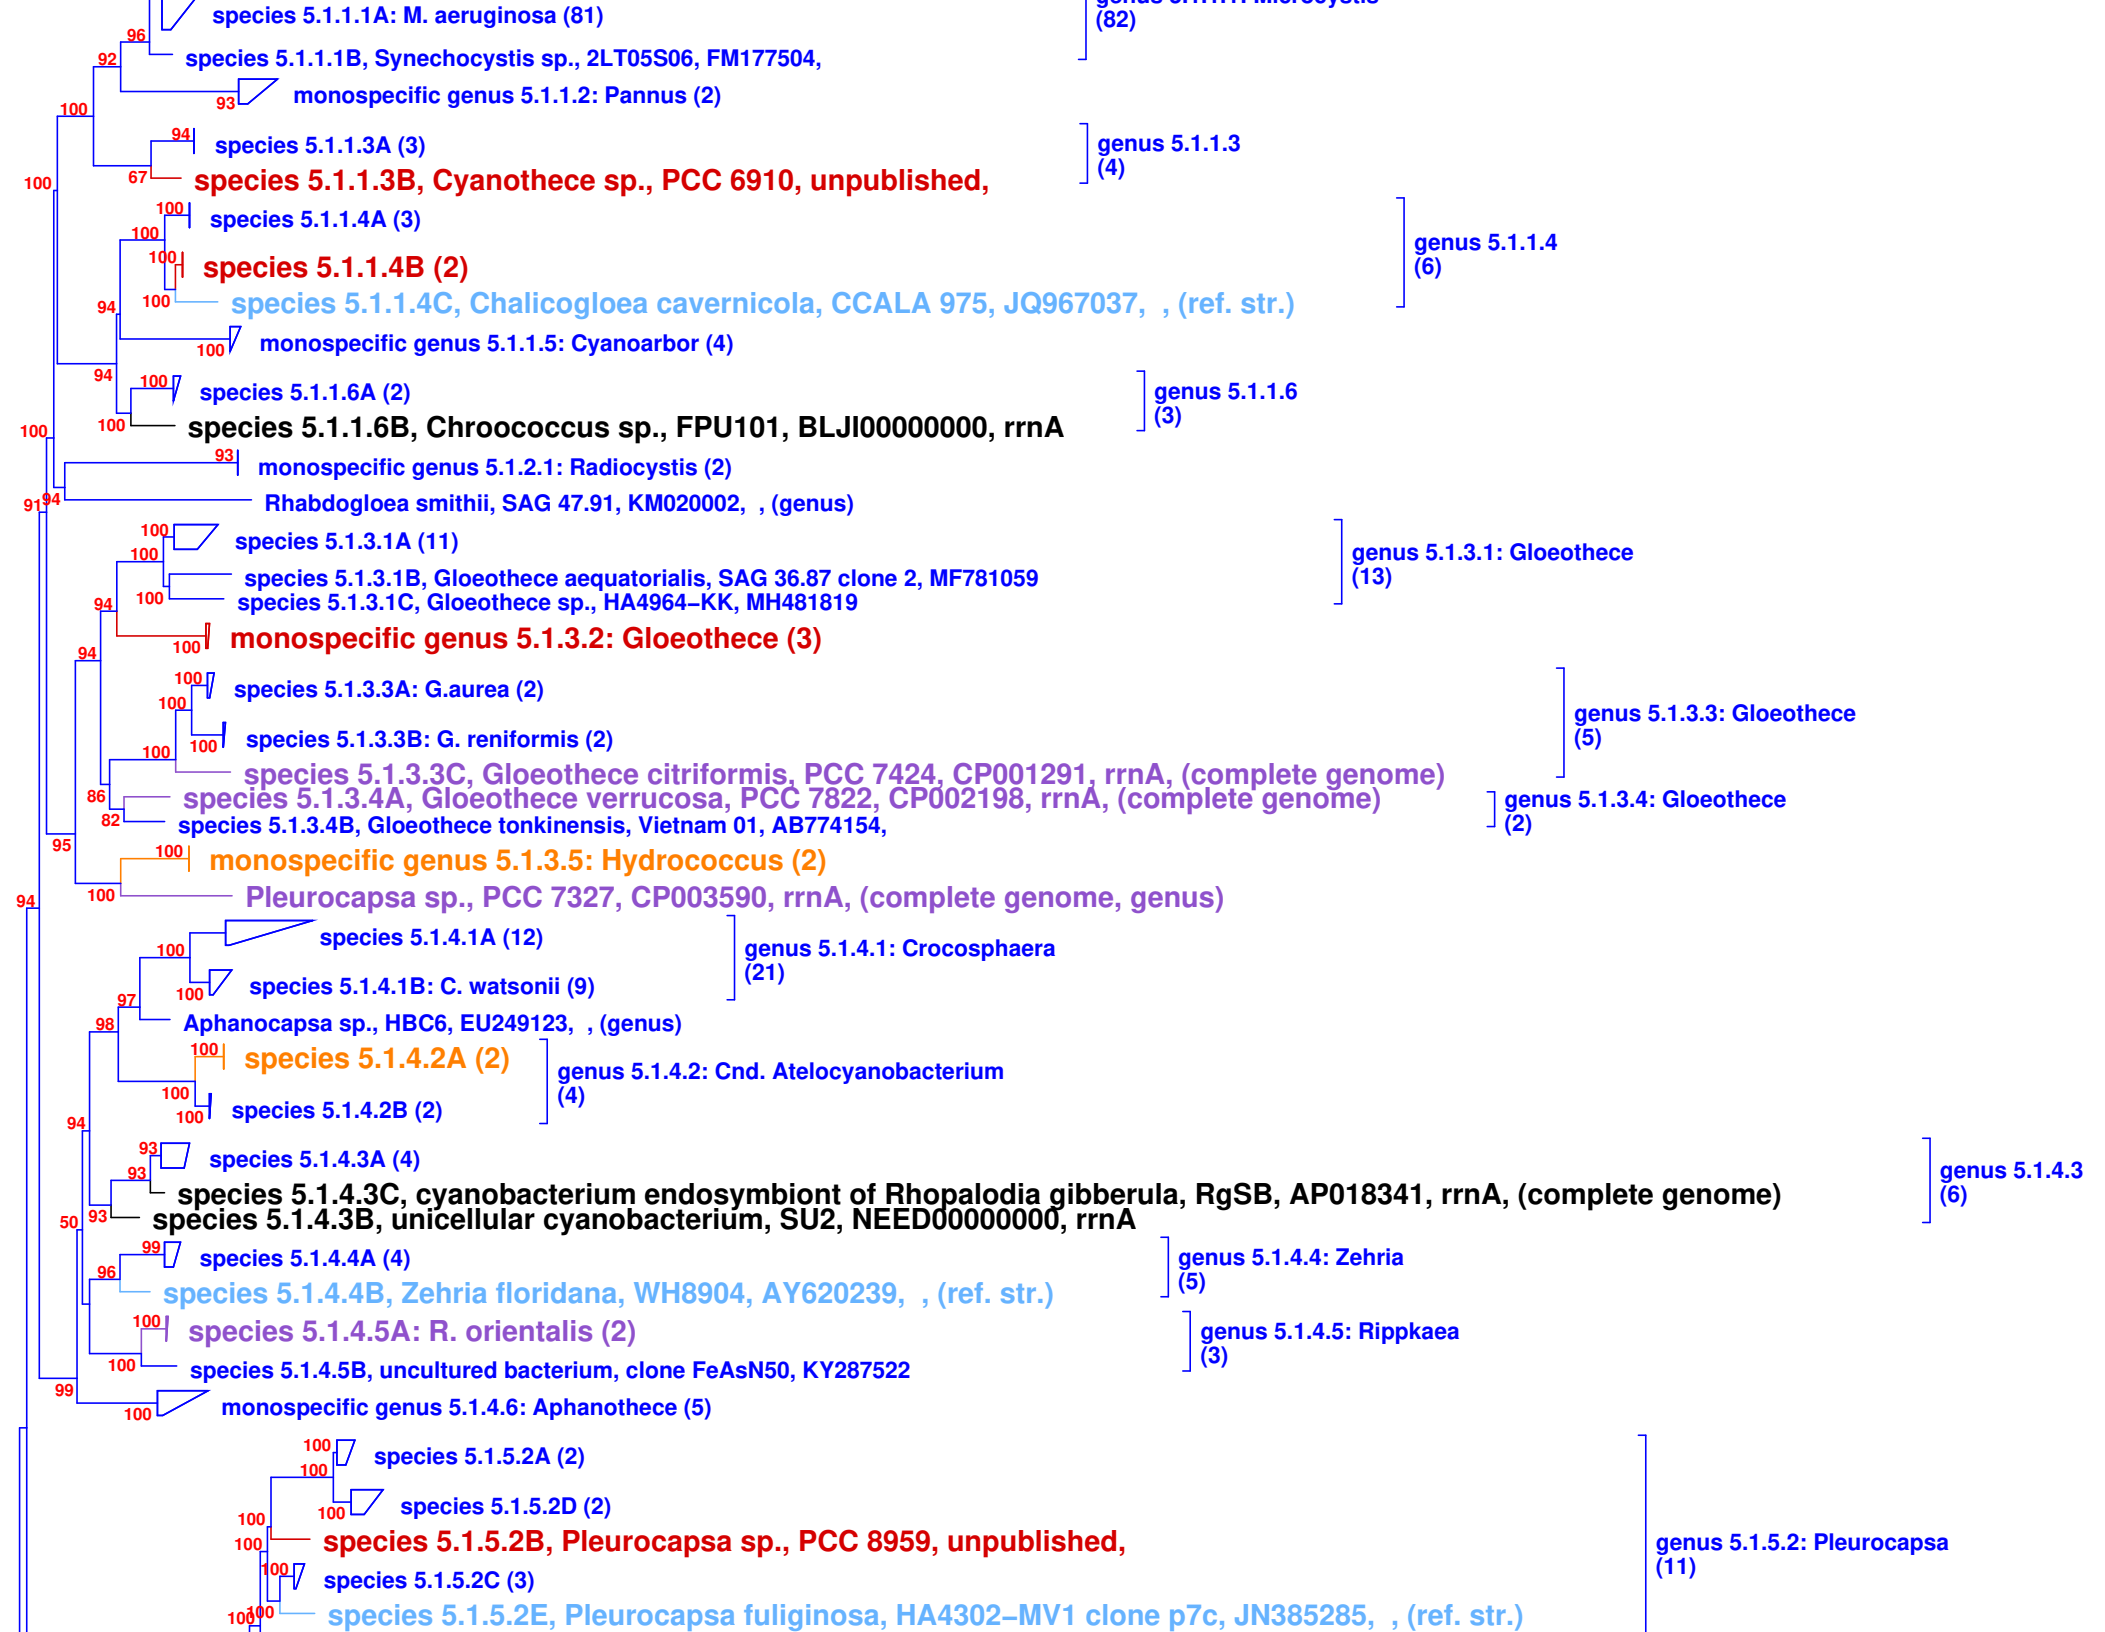 species 5.1.1.1A: M. aeruginosa (81)
(82)
96
species 5.1.1.1B, Synechocystis sp., 2LT05S06, FM177504,
92
monospecific genus 5.1.1.2: Pannus (2)
93
100
94
species 5.1.1.3A (3)
genus 5.1.1.3
(4)
67
species 5.1.1.3B, Cyanothece sp., PCC 6910, unpublished,
100
100
species 5.1.1.4A (3)
100
genus 5.1.1.4
(6)
100
species 5.1.1.4B (2)
100
species 5.1.1.4C, Chalicogloea cavernicola, CCALA 975, JQ967037, , (ref. str.)
94
monospecific genus 5.1.1.5: Cyanoarbor (4)
100
94
100
species 5.1.1.6A (2)
genus 5.1.1.6
(3)
100
species 5.1.1.6B, Chroococcus sp., FPU101, BLJI00000000, rrnA
100
93
monospecific genus 5.1.2.1: Radiocystis (2)
91
94
Rhabdogloea smithii, SAG 47.91, KM020002, , (genus)
100
species 5.1.3.1A (11)
100
genus 5.1.3.1: Gloeothece
(13)
species 5.1.3.1B, Gloeothece aequatorialis, SAG 36.87 clone 2, MF781059
100
species 5.1.3.1C, Gloeothece sp., HA4964−KK, MH481819
94
100
monospecific genus 5.1.3.2: Gloeothece (3)
94
100
species 5.1.3.3A: G.aurea (2)
100
genus 5.1.3.3: Gloeothece
(5)
100
species 5.1.3.3B: G. reniformis (2)
100
species 5.1.3.3C, Gloeothece citriformis, PCC 7424, CP001291, rrnA, (complete genome)
86
species 5.1.3.4A, Gloeothece verrucosa, PCC 7822, CP002198, rrnA, (complete genome)
genus 5.1.3.4: Gloeothece
(2)
82
species 5.1.3.4B, Gloeothece tonkinensis, Vietnam 01, AB774154,
95
100
monospecific genus 5.1.3.5: Hydrococcus (2)
100
Pleurocapsa sp., PCC 7327, CP003590, rrnA, (complete genome, genus)
94
species 5.1.4.1A (12)
100
genus 5.1.4.1: Crocosphaera
(21)
100
species 5.1.4.1B: C. watsonii (9)
97
98
Aphanocapsa sp., HBC6, EU249123, , (genus)
100
species 5.1.4.2A (2)
genus 5.1.4.2: Cnd. Atelocyanobacterium
(4)
100
100
species 5.1.4.2B (2)
94
93
species 5.1.4.3A (4)
93
genus 5.1.4.3
(6)
species 5.1.4.3C, cyanobacterium endosymbiont of Rhopalodia gibberula, RgSB, AP018341, rrnA, (complete genome)
50
93
species 5.1.4.3B, unicellular cyanobacterium, SU2, NEED00000000, rrnA
99
species 5.1.4.4A (4)
genus 5.1.4.4: Zehria
(5)
96
species 5.1.4.4B, Zehria floridana, WH8904, AY620239, , (ref. str.)
100
species 5.1.4.5A: R. orientalis (2)
genus 5.1.4.5: Rippkaea
(3)
100
species 5.1.4.5B, uncultured bacterium, clone FeAsN50, KY287522
99
monospecific genus 5.1.4.6: Aphanothece (5)
100
100
species 5.1.5.2A (2)
100
100
species 5.1.5.2D (2)
100
100
species 5.1.5.2B, Pleurocapsa sp., PCC 8959, unpublished,
genus 5.1.5.2: Pleurocapsa
(11)
100
species 5.1.5.2C (3)
100
100
species 5.1.5.2E, Pleurocapsa fuliginosa, HA4302−MV1 clone p7c, JN385285, , (ref. str.)